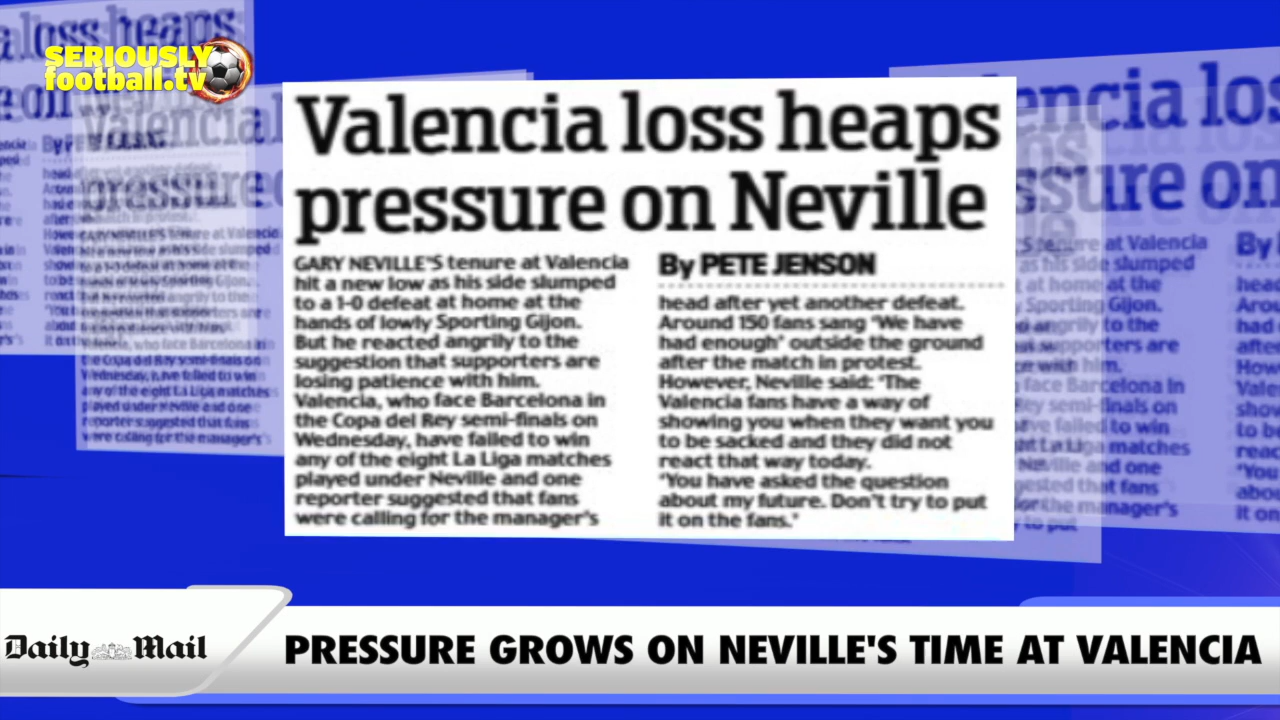 SERIOUSLY
football.tv
Valencia loss heaps
pressure on Neville
GARY NEVILLE'S tenure at Valencia
hit a new low as his side slumped
to a 1-0 defeat at home at the
hands of lowly Sporting Gijon.
But he reacted angrily to the
suggestion that supporters are
losing patience with him.
Valencia, who face Barcelona in
the Copa del Rey semi-finals on
Wednesday, have failed to win
any of the eight La Liga matches
played under Neville and one
reporter suggested that fans
were calling for the manager's
By PETE JENSON
head after yet another defeat.
Around 150 fans sang 'We have
had enough' outside the ground
after the match in protest.
However, Neville said: 'The
Valencia fans have a way of
showing you when they want you
to be sacked and they did not
react that way today.
'You have asked the question
about my future. Don't try to put
it on the fans.'
Daily Mail
PRESSURE GROWS ON NEVILLE'S TIME AT VALENCIA